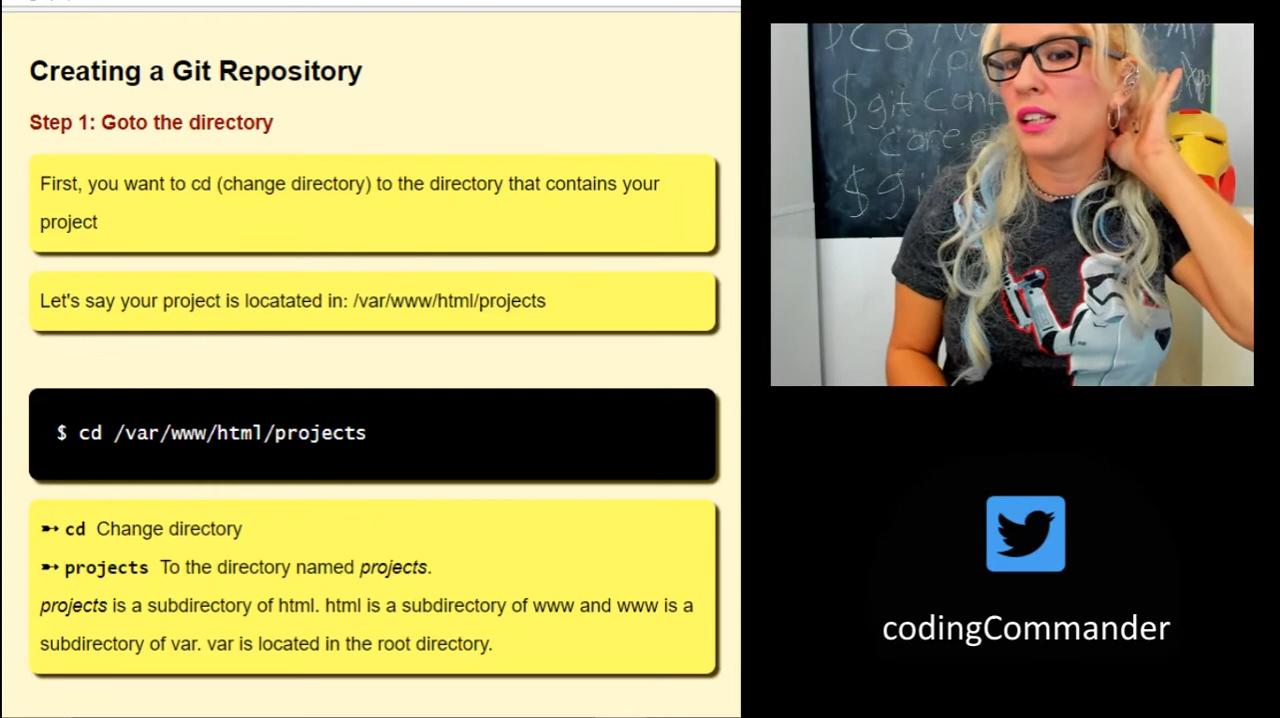 Creating a Git Repository
Step 1: Goto the directory
First, you want to cd (change directory) to the directory that contains your
project
Let's say your project is locatated in: /var/www/html/projects
$ cd /var/www/html/projects
➵ cd Change directory
➵ projects To the directory named projects.
projects is a subdirectory of html. html is a subdirectory of www and www is a
subdirectory of var. var is located in the root directory.
$ git
$
codingCommander